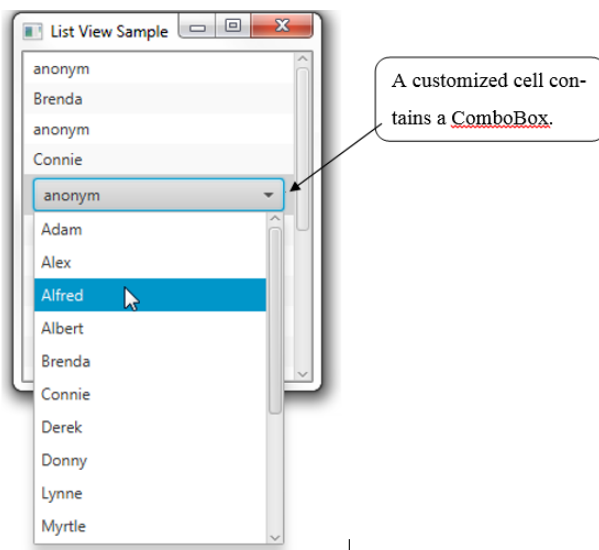 List View Sample
anonym
Brenda
anonym
Connie
anonym
Adam
Alex
Alfred
Albert
Brenda
Connie
Derek
Donny
Lynne
Myrtle
A customized cell con-
tains a ComboBox.